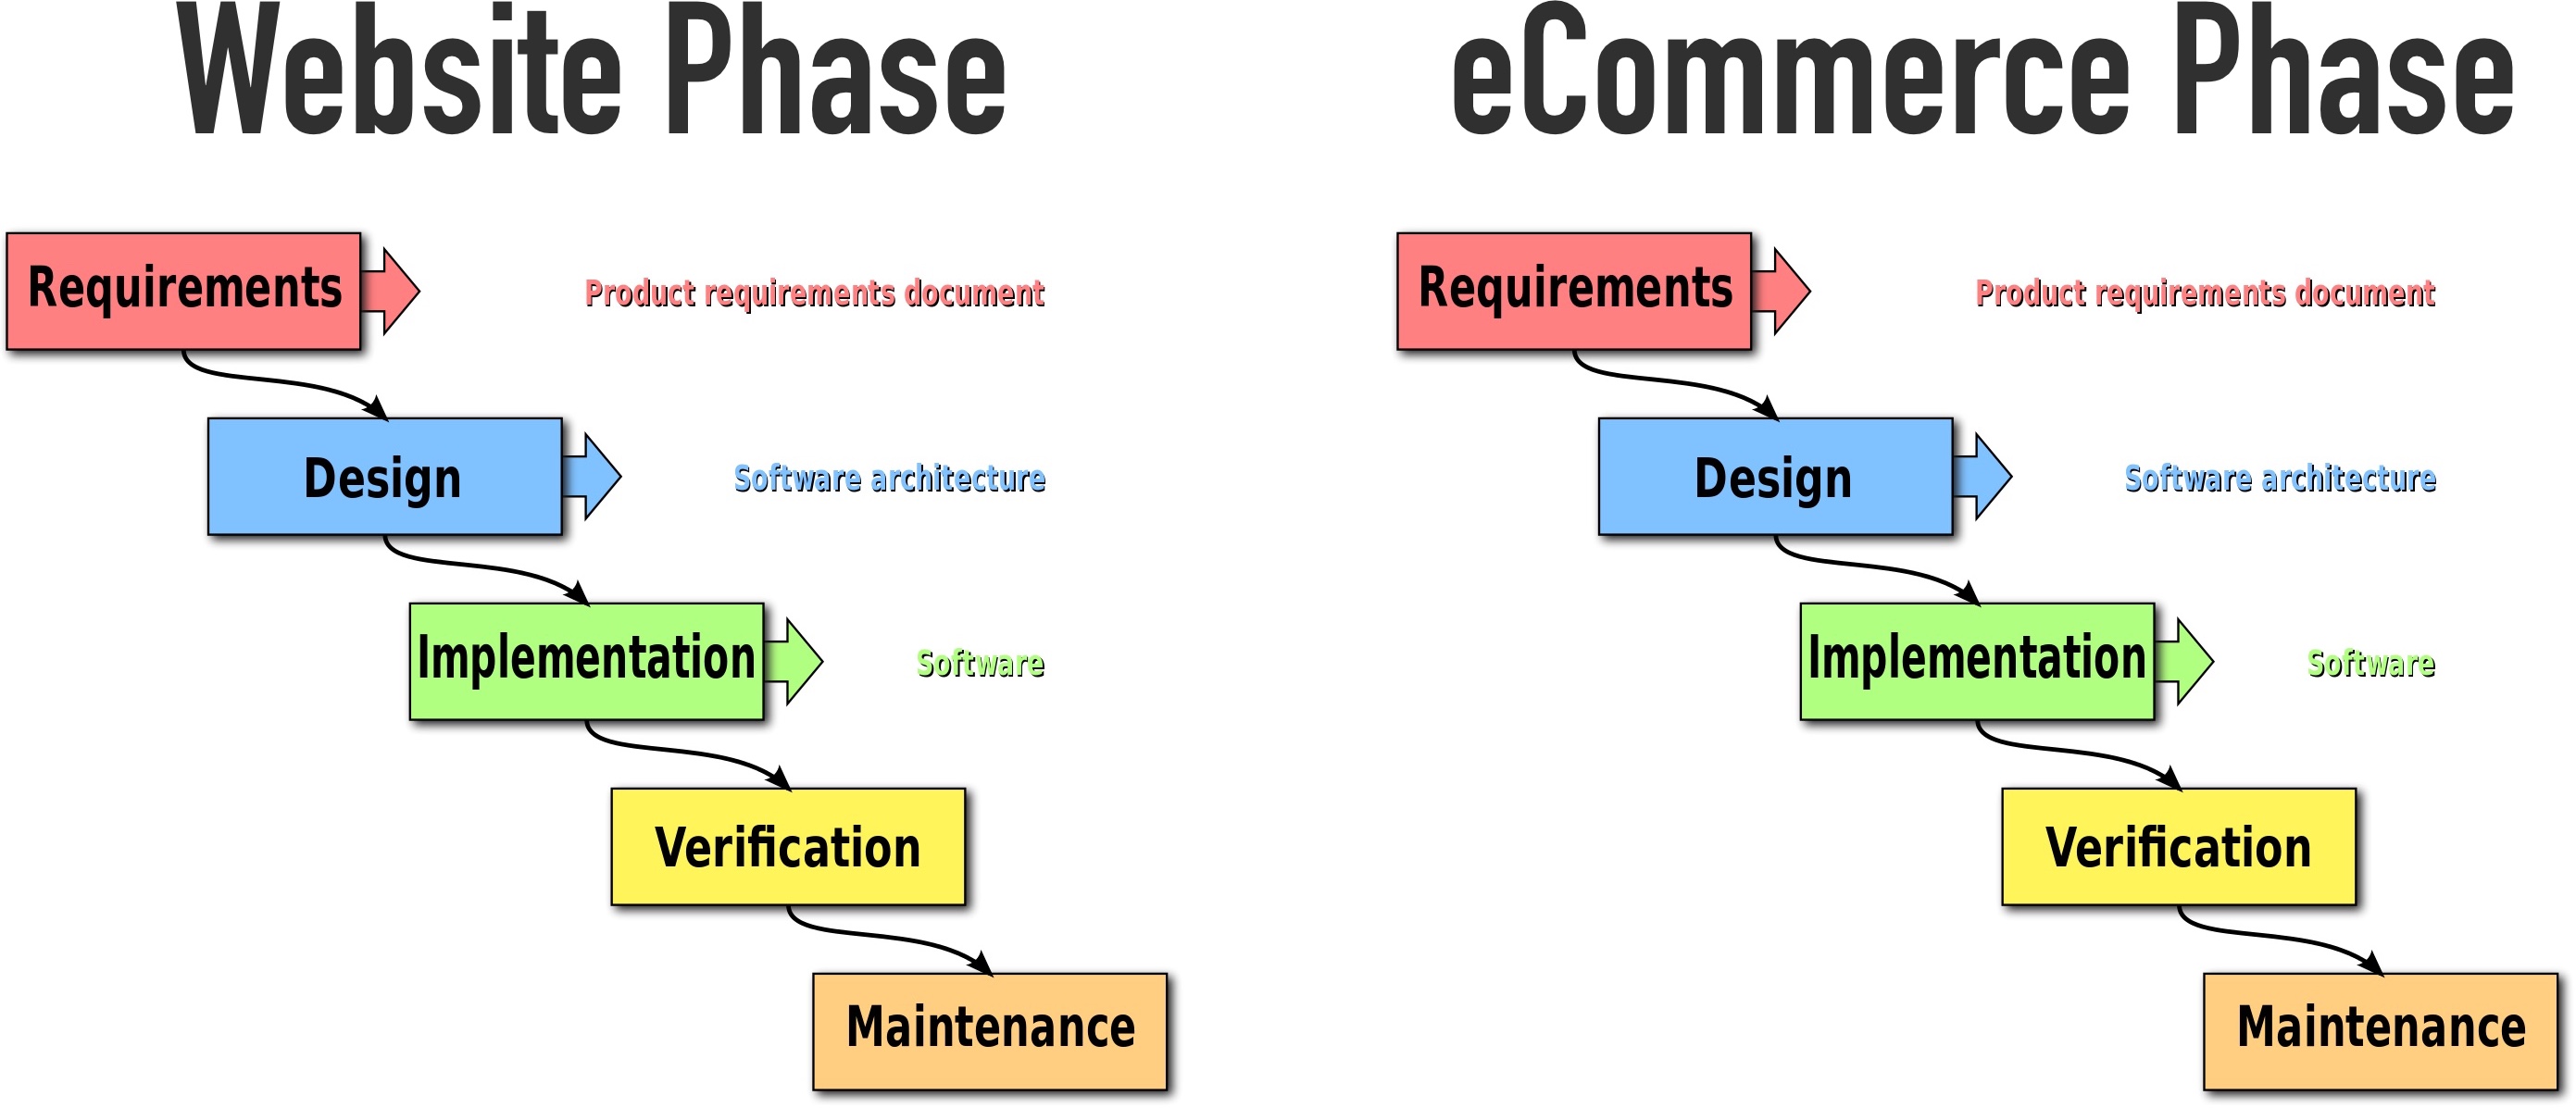 Website Phase
Requirements
Product requirements document
Design
Software architecture
Implementation
Software
Verification
Maintenance
eCommerce Phase
Requirements
Product requirements document
Design
Software architecture
Implementation
Software
Verification
Maintenance